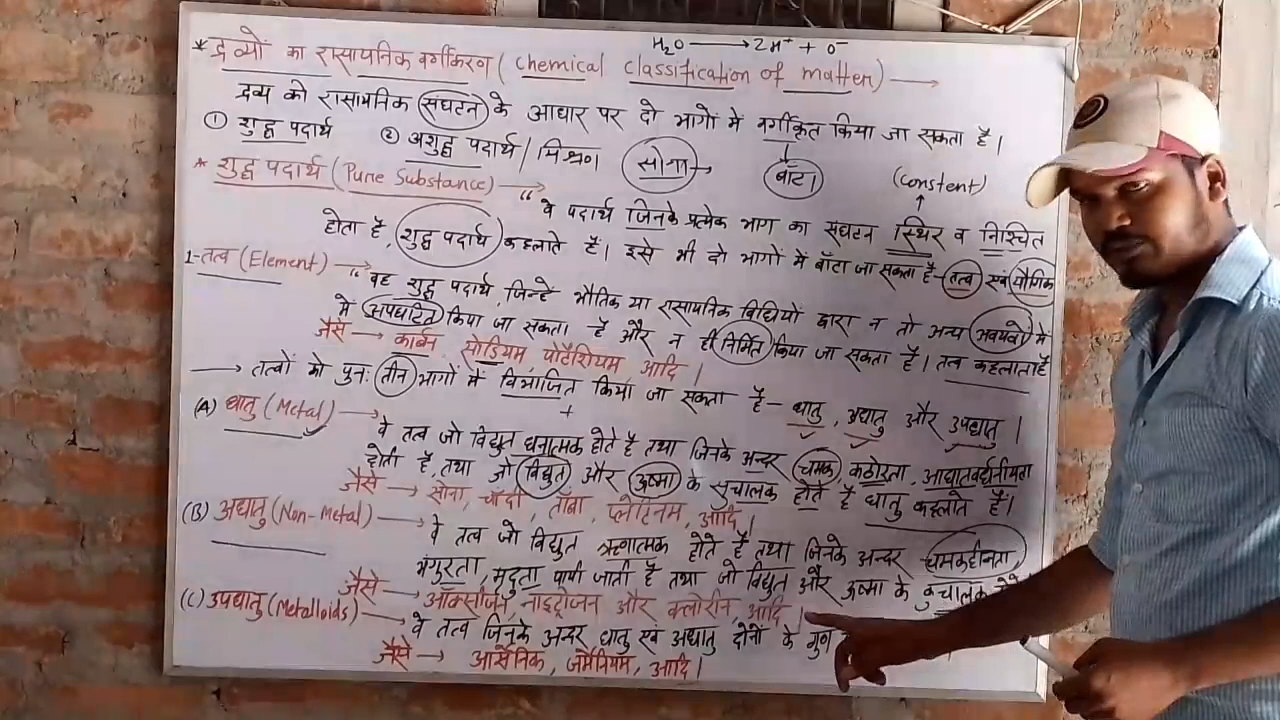 H₂O ⟶ 2H⁺ + O⁻
* द्रव्यों का रासायनिक वर्गीकरण (chemical classification of matter) ⟶
द्रव्य को रासायनिक संघटन के आधार पर दो भागों में वर्गीकृत किया जा सकता है।
① शुद्ध पदार्थ ② अशुद्ध पदार्थ / मिश्रण सोना→ बाँटा (constent)
* शुद्ध पदार्थ (Pune Substance) ⟶ “ वे पदार्थ जिनके प्रत्येक भाग का संघटन स्थिर व निश्चित
होता है, शुद्ध पदार्थ कहलाते हैं। इसे भी दो भागों में बाँटा जा सकता है- तत्व एवं यौगिक
1-तत्व (Element) ⟶ “ वह शुद्ध पदार्थ, जिन्हें भौतिक या रासायनिक विधियों द्वारा न तो अन्य अवयवों में
में अपघटित किया जा सकता है और न ही निर्मित किया जा सकता है। तत्व कहलाता है
जैसे ⟶ कार्बन, सोडियम पोटैशियम आदि।
⟶ तत्वों को पुनः तीन भागों में विभाजित किया जा सकता है- धातु, अधातु और उपधातु।
(A) धातु (Metal) ⟶ वे तत्व जो विद्युत धनात्मक होते है तथा जिनके अन्दर चमक, कठोरता, आघातवर्द्धनीयता
होती है, तथा जो विद्युत और ऊष्मा के सुचालक होते है धातु कहलोते हैं।
जैसे ⟶ सोना, चाँदी, ताँबा, प्लेटिनम, आदि।
(B) अधातु (Non-Metal) ⟶ वे तत्व जो विद्युत ऋणात्मक होते हैं तथा जिनके अन्दर चमकहीनता,
भंगुरता, मृदुता पायी जाती है तथा जो विद्युत और ऊष्मा के कुचालक
जैसे ⟶ ऑक्सीजन, नाइट्रोजन और क्लोरीन आदि।
(C) उपधातु (Metalloids) ⟶ वे तत्व जिनके अन्दर धातु एवं अधातु दोनों के गुण
जैसे ⟶ आर्सेनिक, जर्मेनियम, आदि।